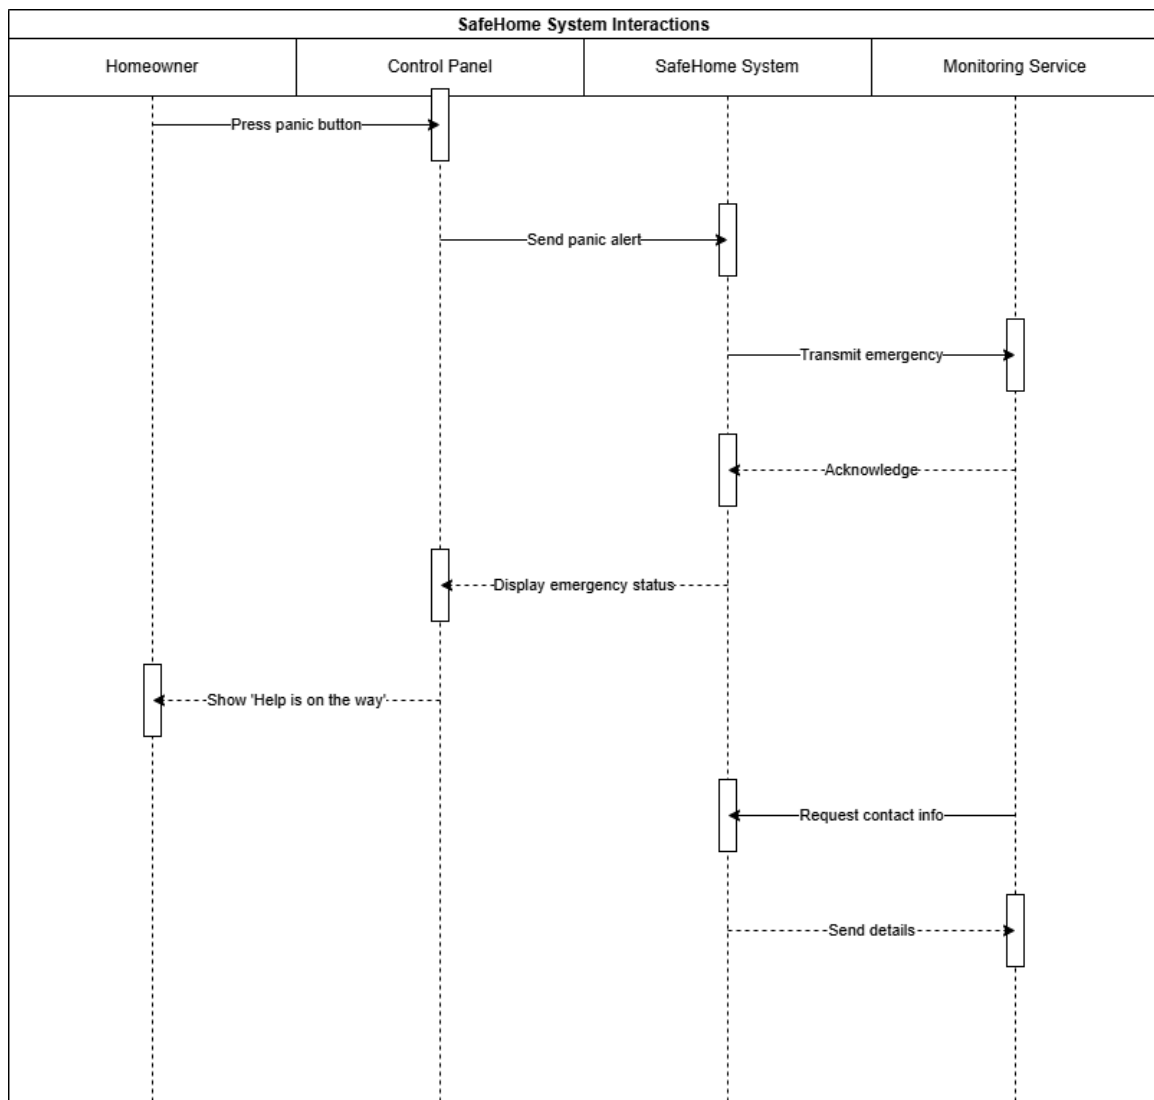 SafeHome System Interactions
Homeowner
Control Panel
SafeHome System
Monitoring Service
Press panic button
Send panic alert
Transmit emergency
Acknowledge
Display emergency status
Show 'Help is on the way'
Request contact info
Send details